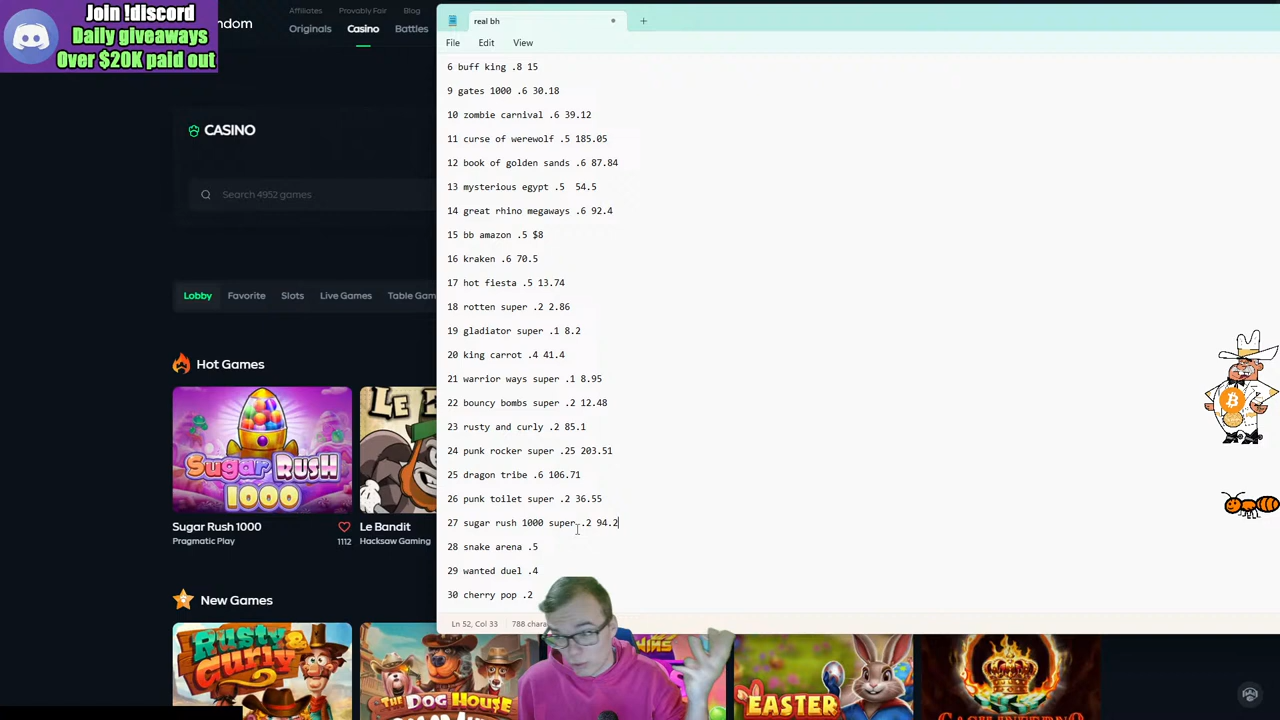 Join !discord
Daily giveaways
Over $20K paid out
Affiliates
Provably Fair
Blog
Originals
Casino
Battles
CASINO
Search 4952 games
Lobby
Favorite
Slots
Live Games
Table Gam
Hot Games
SUGAR RUSH
1000
LE
Sugar Rush 1000
1112
Pragmatic Play
Le Bandit
Hacksaw Gaming
New Games
RUSTY
CURLY
THE DOG HOUSE
EASTER
real bh
File
Edit
View
6 buff king .8 15
9 gates 1000 .6 30.18
10 zombie carnival .6 39.12
11 curse of werewolf .5 185.05
12 book of golden sands .6 87.84
13 mysterious egypt .5  54.5
14 great rhino megaways .6 92.4
15 bb amazon .5 $8
16 kraken .6 70.5
17 hot fiesta .5 13.74
18 rotten super .2 2.86
19 gladiator super .1 8.2
20 king carrot .4 41.4
21 warrior ways super .1 8.95
22 bouncy bombs super .2 12.48
23 rusty and curly .2 85.1
24 punk rocker super .25 203.51
25 dragon tribe .6 106.71
26 punk toilet super .2 36.55
27 sugar rush 1000 super .2 94.2
28 snake arena .5
29 wanted duel .4
30 cherry pop .2
Ln 52, Col 33